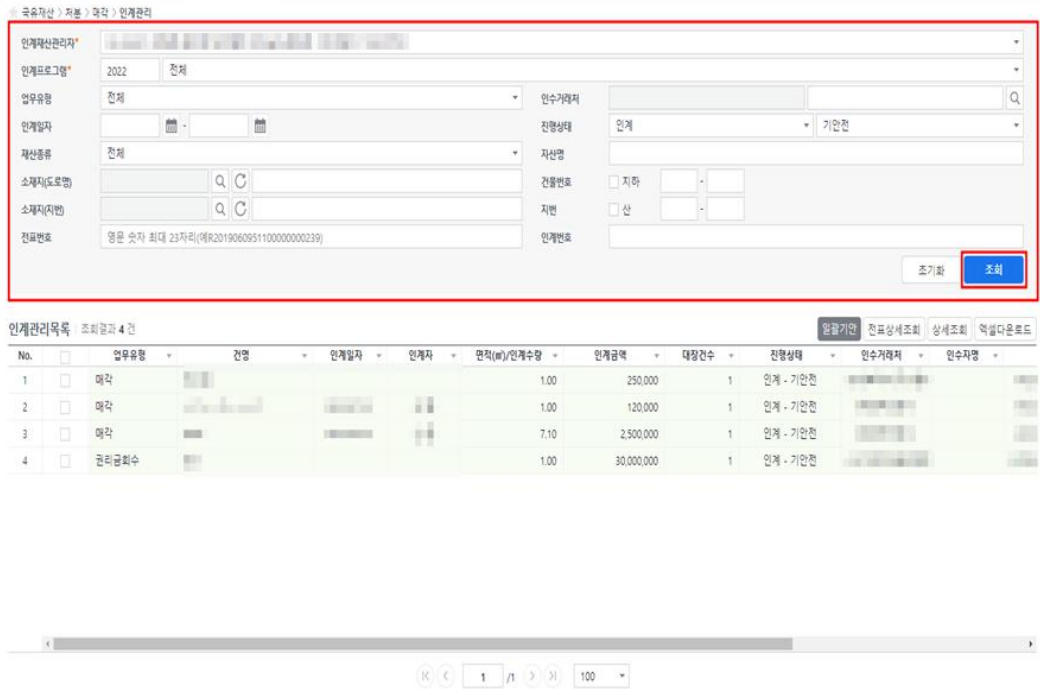 국유재산 > 처분 > 매각 > 인계관리
인계재산관리자*
인계프로그램* 2022 전체
업무유형 전체 인수거래처
인계일자 - 진행상태 인계 기안전
재산종류 전체 자산명
소재지(도로명) 건물번호 지하 -
소재지(지번) 지번 산 -
전표번호 영문 숫자 최대 23자리(예R2019060951100000000239) 인계번호
초기화 조회
인계관리목록 조회결과 4 건 일괄기안 전표상세조회 상세조회 엑셀다운로드
No. 업무유형 건명 인계일자 인계자 면적(㎡)/인계수량 인계금액 대장건수 진행상태 인수거래처 인수자명
1 매각 1.00 250,000 1 인계 - 기안전
2 매각 1.00 120,000 1 인계 - 기안전
3 매각 7.10 2,500,000 1 인계 - 기안전
4 권리금회수 1.00 30,000,000 1 인계 - 기안전
1 /1 100